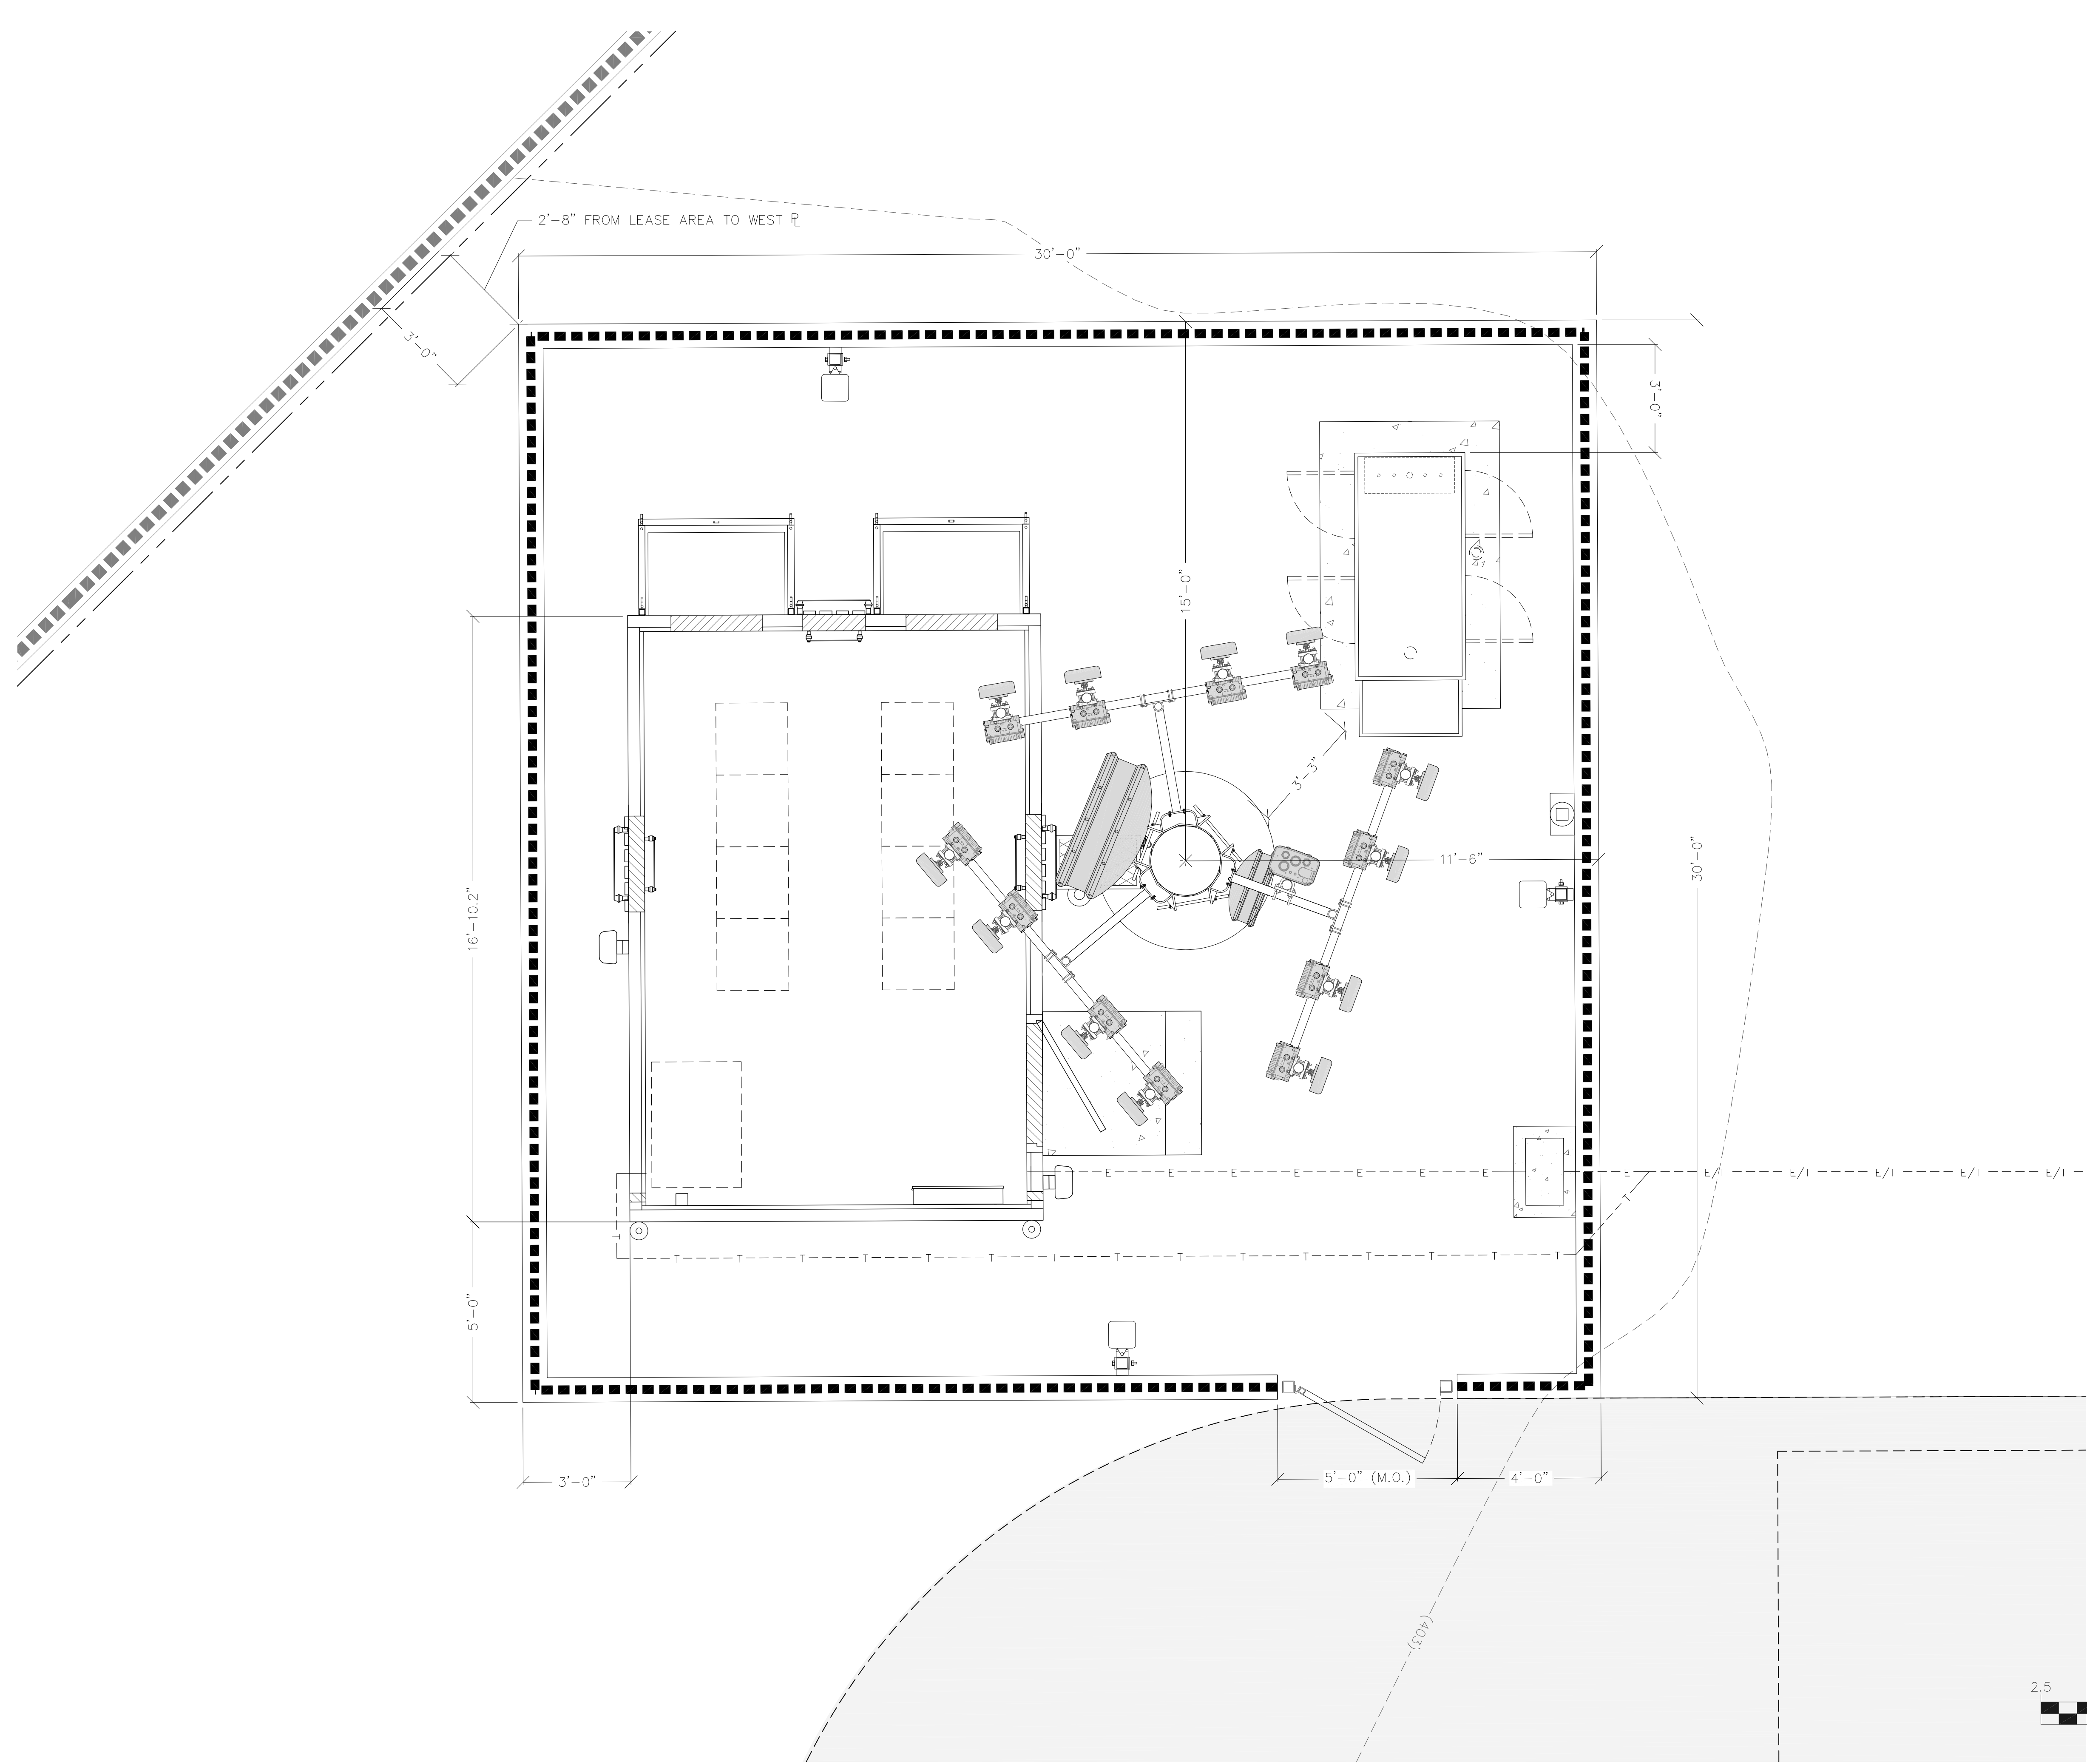 2'-8" FROM LEASE AREA TO WEST PL
30'-0"
3'-0"
3'-0"
15'-0"
3'-3"
11'-6"
30'-0"
16'-10.2"
E E E E E E E E E/T E/T E/T E/T E/T
T
T
T T T T T T T T T T T T T T T
5'-0"
3'-0"
5'-0" (M.O.)
4'-0"
(403)
2.5